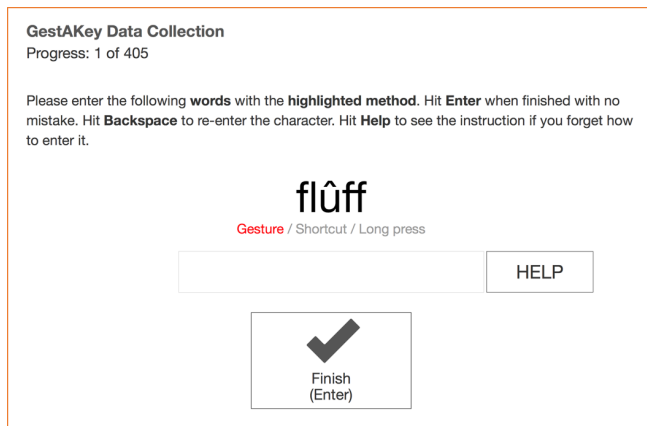 GestAKey Data Collection
Progress: 1 of 405
Please enter the following words with the highlighted method. Hit Enter when finished with no
mistake. Hit Backspace to re-enter the character. Hit Help to see the instruction if you forget how
to enter it.
flûff
Gesture / Shortcut / Long press
HELP
Finish
(Enter)